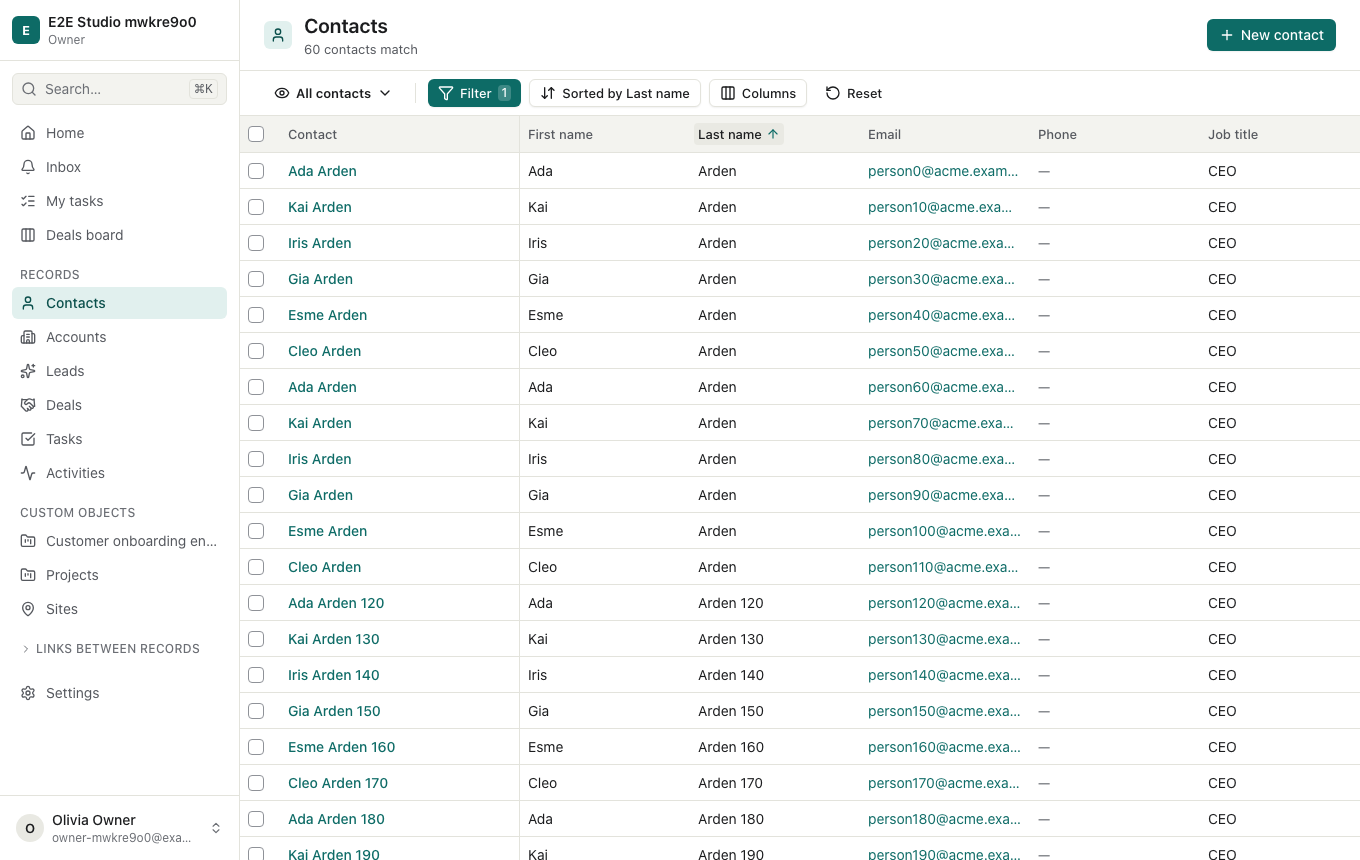 E
E2E Studio mwkre9o0
Owner
Search...
⌘K
Home
Inbox
My tasks
Deals board
RECORDS
Contacts
Accounts
Leads
Deals
Tasks
Activities
CUSTOM OBJECTS
Customer onboarding en...
Projects
Sites
LINKS BETWEEN RECORDS
Settings
O
Olivia Owner
owner-mwkre9o0@exa...
Contacts
60 contacts match
New contact
All contacts
Filter 1
Sorted by Last name
Columns
Reset
Contact First name Last name Email Phone Job title
Ada Arden Ada Arden person0@acme.exam... — CEO
Kai Arden Kai Arden person10@acme.exa... — CEO
Iris Arden Iris Arden person20@acme.exa... — CEO
Gia Arden Gia Arden person30@acme.exa... — CEO
Esme Arden Esme Arden person40@acme.exa... — CEO
Cleo Arden Cleo Arden person50@acme.exa... — CEO
Ada Arden Ada Arden person60@acme.exa... — CEO
Kai Arden Kai Arden person70@acme.exa... — CEO
Iris Arden Iris Arden person80@acme.exa... — CEO
Gia Arden Gia Arden person90@acme.exa... — CEO
Esme Arden Esme Arden person100@acme.exa... — CEO
Cleo Arden Cleo Arden person110@acme.exa... — CEO
Ada Arden 120 Ada Arden 120 person120@acme.exa... — CEO
Kai Arden 130 Kai Arden 130 person130@acme.exa... — CEO
Iris Arden 140 Iris Arden 140 person140@acme.exa... — CEO
Gia Arden 150 Gia Arden 150 person150@acme.exa... — CEO
Esme Arden 160 Esme Arden 160 person160@acme.exa... — CEO
Cleo Arden 170 Cleo Arden 170 person170@acme.exa... — CEO
Ada Arden 180 Ada Arden 180 person180@acme.exa... — CEO
Kai Arden 190 Kai Arden 190 person190@acme.exa... — CEO